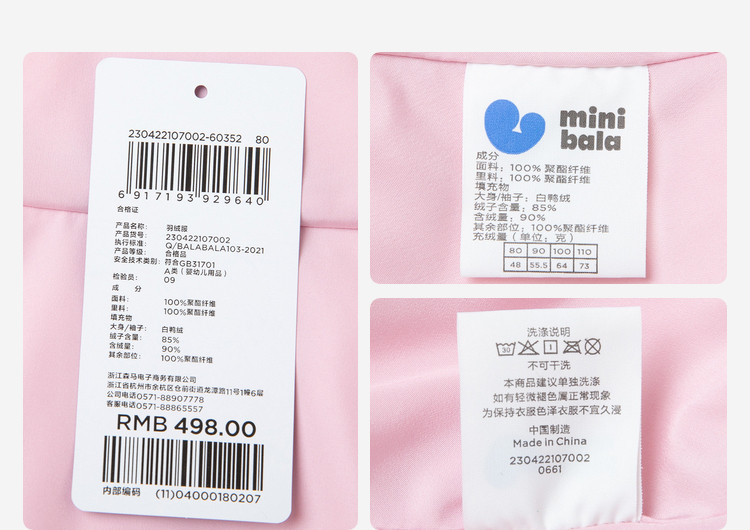 230422107002-60352 80
6 917193 929640
合格证
产品名称: 羽绒服
产品货号: 230422107002
执行标准: Q/BALABALA103-2021
产品等级: 合格品
安全技术类别: 符合GB31701
A类（婴幼儿用品）
检验员: 09
成 分
面料: 100%聚酯纤维
里料: 100%聚酯纤维
填充物
大身/袖子: 白鸭绒
绒子含量: 85%
含绒量: 90%
其余部位: 100%聚酯纤维
浙江森马电子商务有限公司
浙江省杭州市余杭区仓前街道龙潭路11号1幢6层
公司电话0571-88907778
客服电话0571-88865557
RMB 498.00
内部编码 (11)04000180207
mini
bala
成分
面料: 100%聚酯纤维
里料: 100%聚酯纤维
填充物
大身/袖子: 白鸭绒
绒子含量: 85%
含绒量: 90%
其余部位: 100%聚酯纤维
充绒量（单位: 克）
80 90 100 110
48 55.5 64 73
洗涤说明
30 1
不可干洗
本商品建议单独洗涤
如有轻微褪色属正常现象
为保持衣服色泽衣服不宜久浸
中国制造
Made in China
230422107002
0661